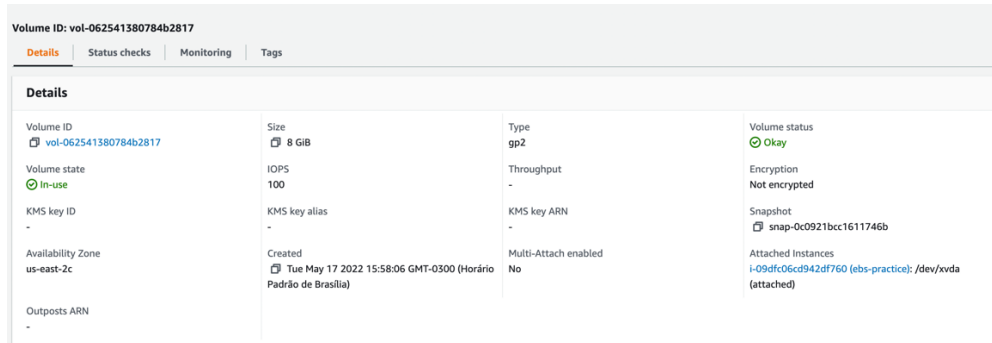 Volume ID: vol-062541380784b2817
Details Status checks Monitoring Tags
Details
Volume ID Size Type Volume status
vol-062541380784b2817 8 GiB gp2 Okay
Volume state IOPS Throughput Encryption
In-use 100 - Not encrypted
KMS key ID KMS key alias KMS key ARN Snapshot
- - - snap-0c0921bcc1611746b
Availability Zone Created Multi-Attach enabled Attached Instances
us-east-2c Tue May 17 2022 15:58:06 GMT-0300 (Horário No i-09dfc06cd942df760 (ebs-practice): /dev/xvda
Padrão de Brasília) (attached)
Outposts ARN
-